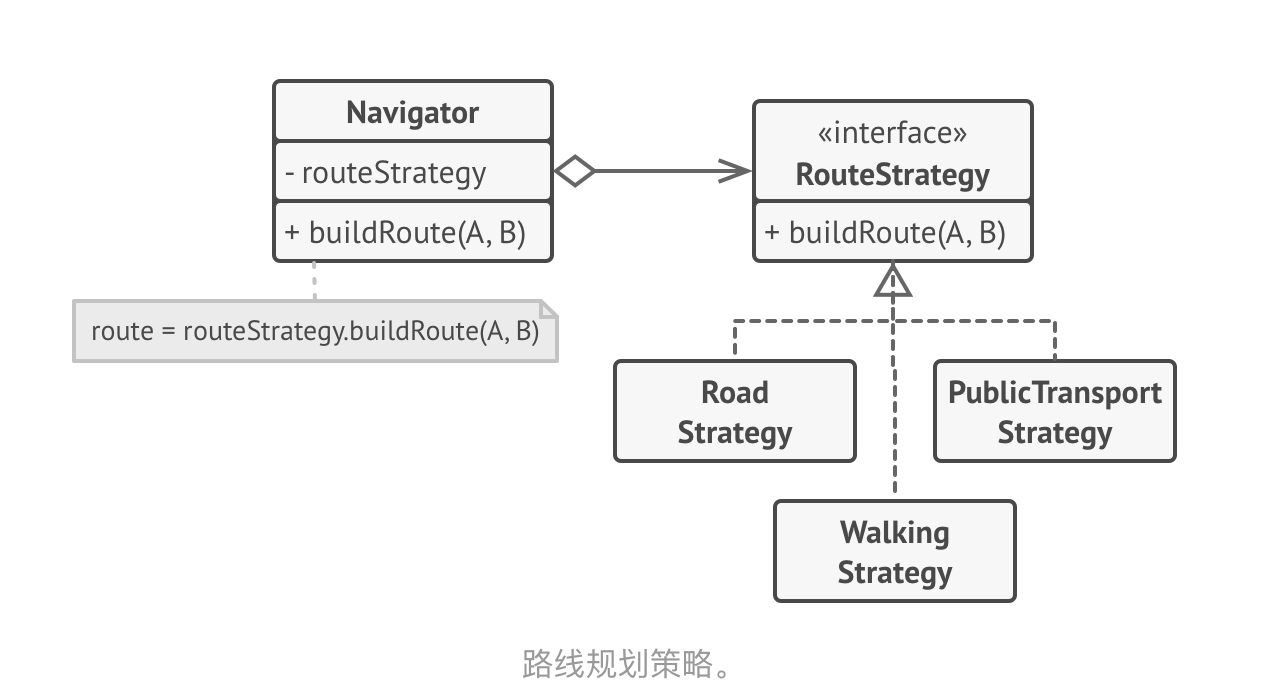 Navigator
- routeStrategy
+ buildRoute(A, B)
route = routeStrategy.buildRoute(A, B)
«interface»
RouteStrategy
+ buildRoute(A, B)
Road
Strategy
PublicTransport
Strategy
Walking
Strategy
路线规划策略。